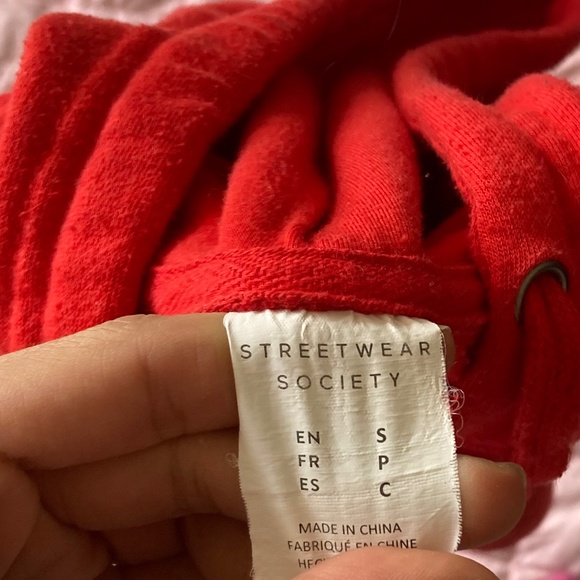 STREETWEAR
SOCIETY
EN S
FR P
ES C
MADE IN CHINA
FABRIQUÉ EN CHINE